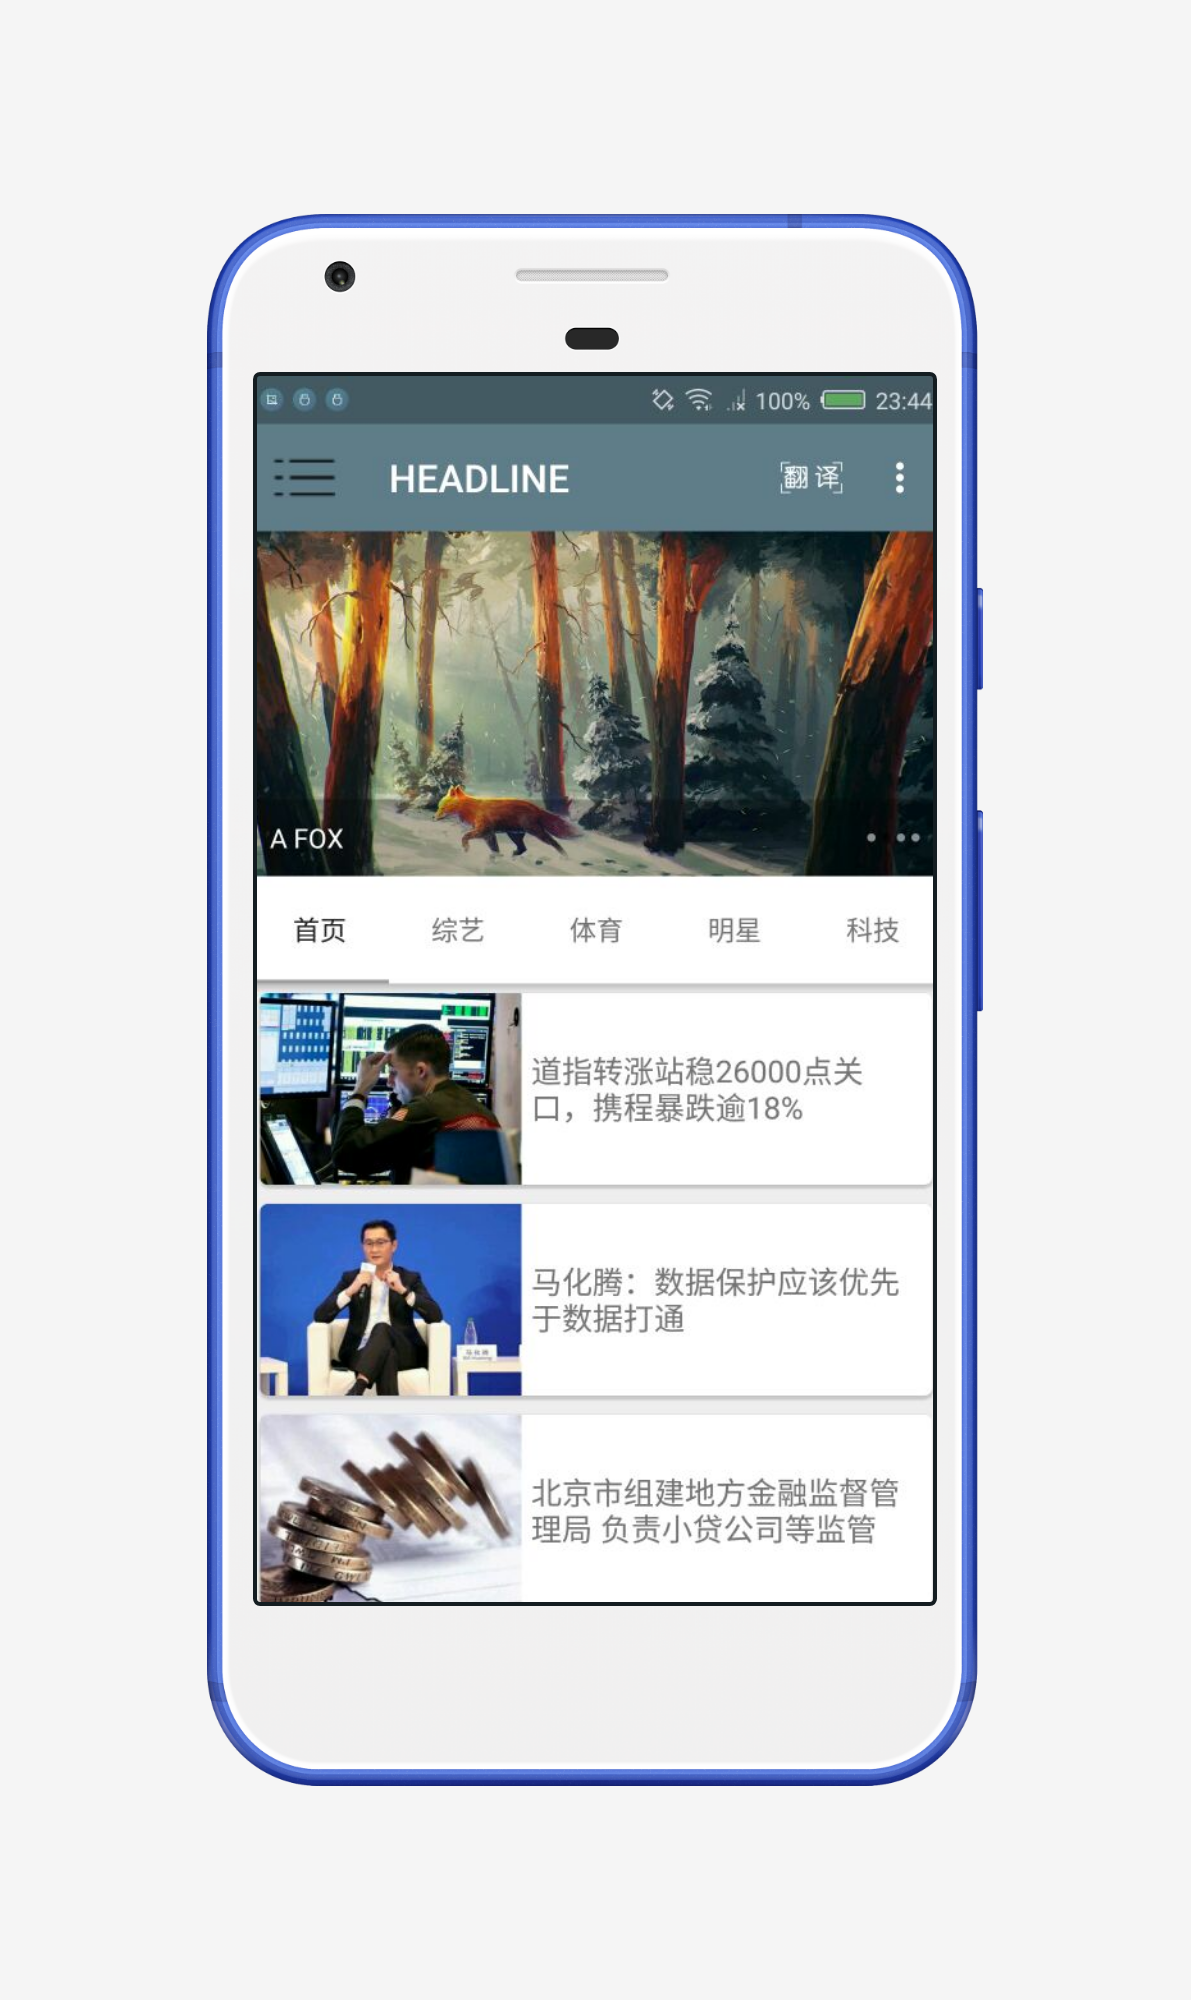 100% 23:44
HEADLINE
翻 译
A FOX
首页 综艺 体育 明星 科技
道指转涨站稳26000点关
口，携程暴跌逾18%
马化腾：数据保护应该优先
于数据打通
马化腾
北京市组建地方金融监督管
理局 负责小贷公司等监管